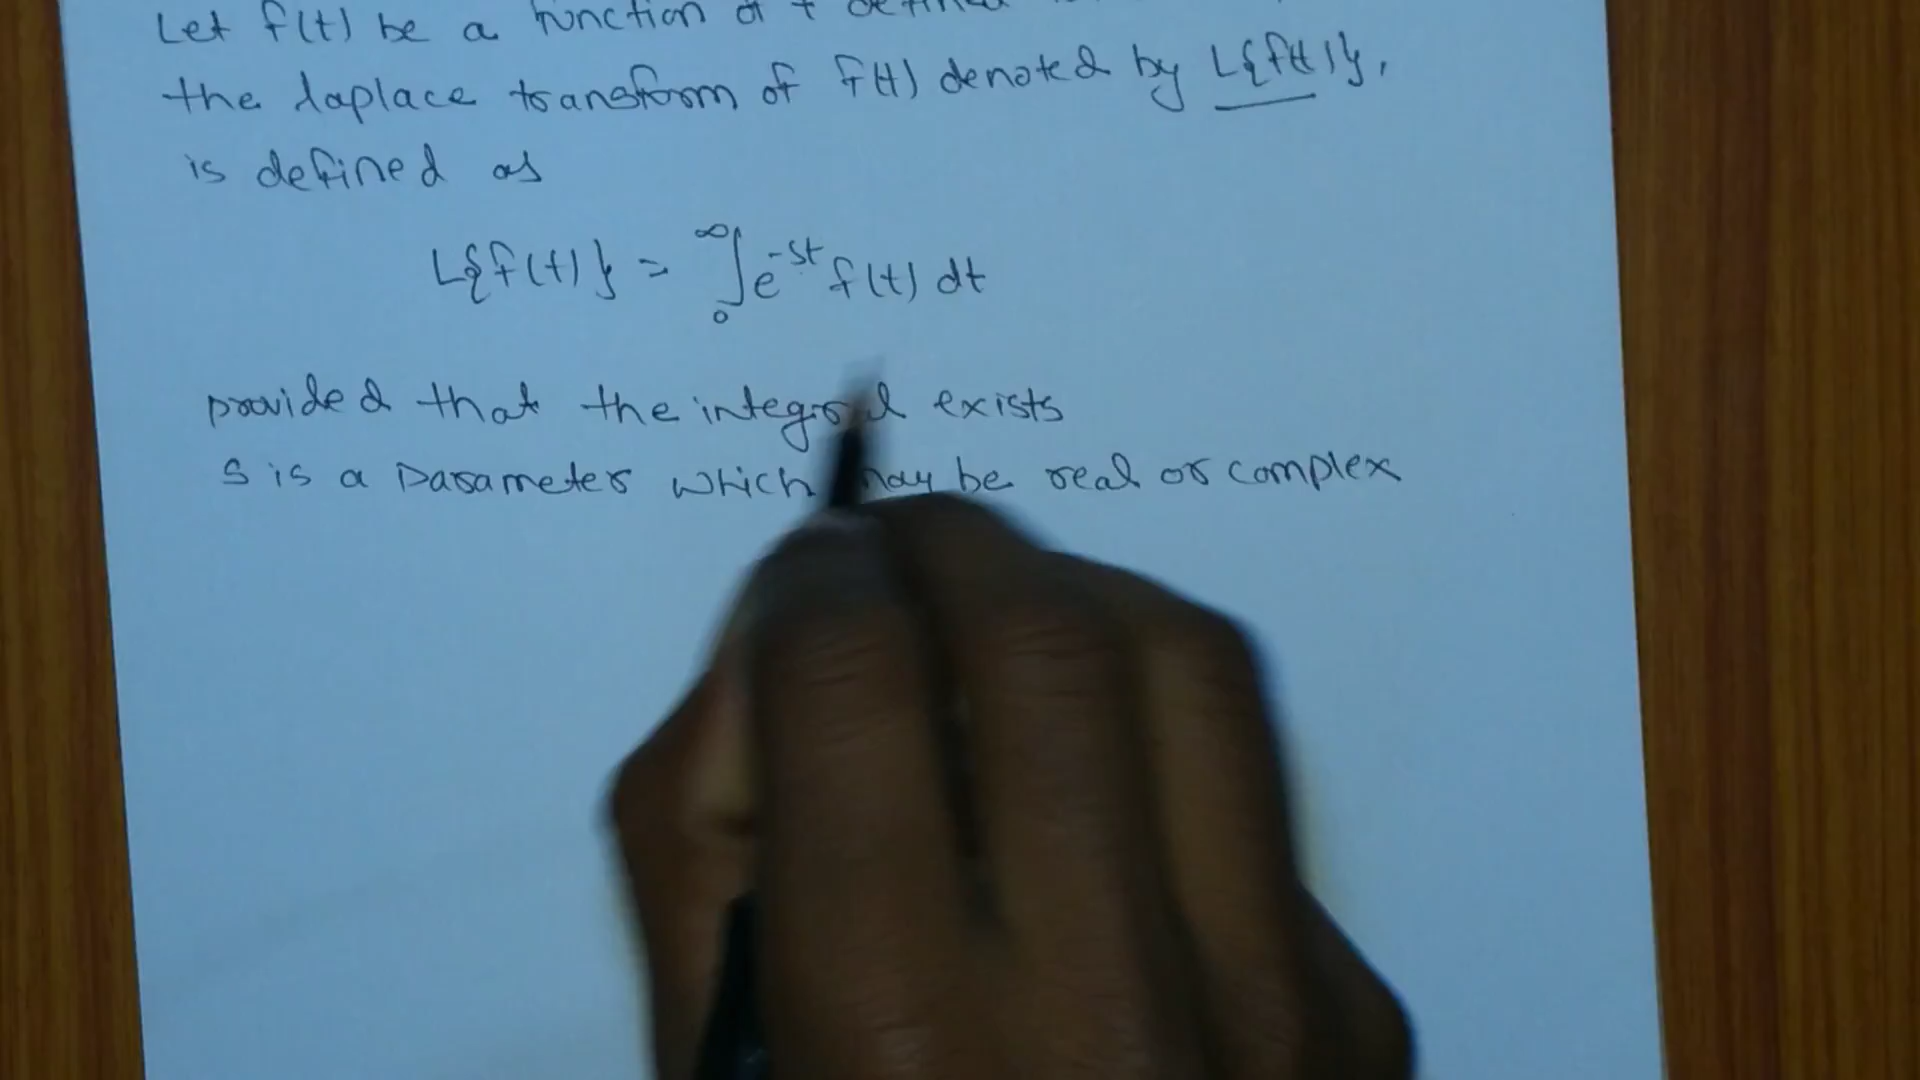 Let f(t) be a function of t defined
the laplace transform of f(t) denoted by L{f(t)},
is defined as
L{f(t)} = ∫₀^∞ e^-st f(t) dt
provided that the integral exists
S is a parameter which may be real or complex